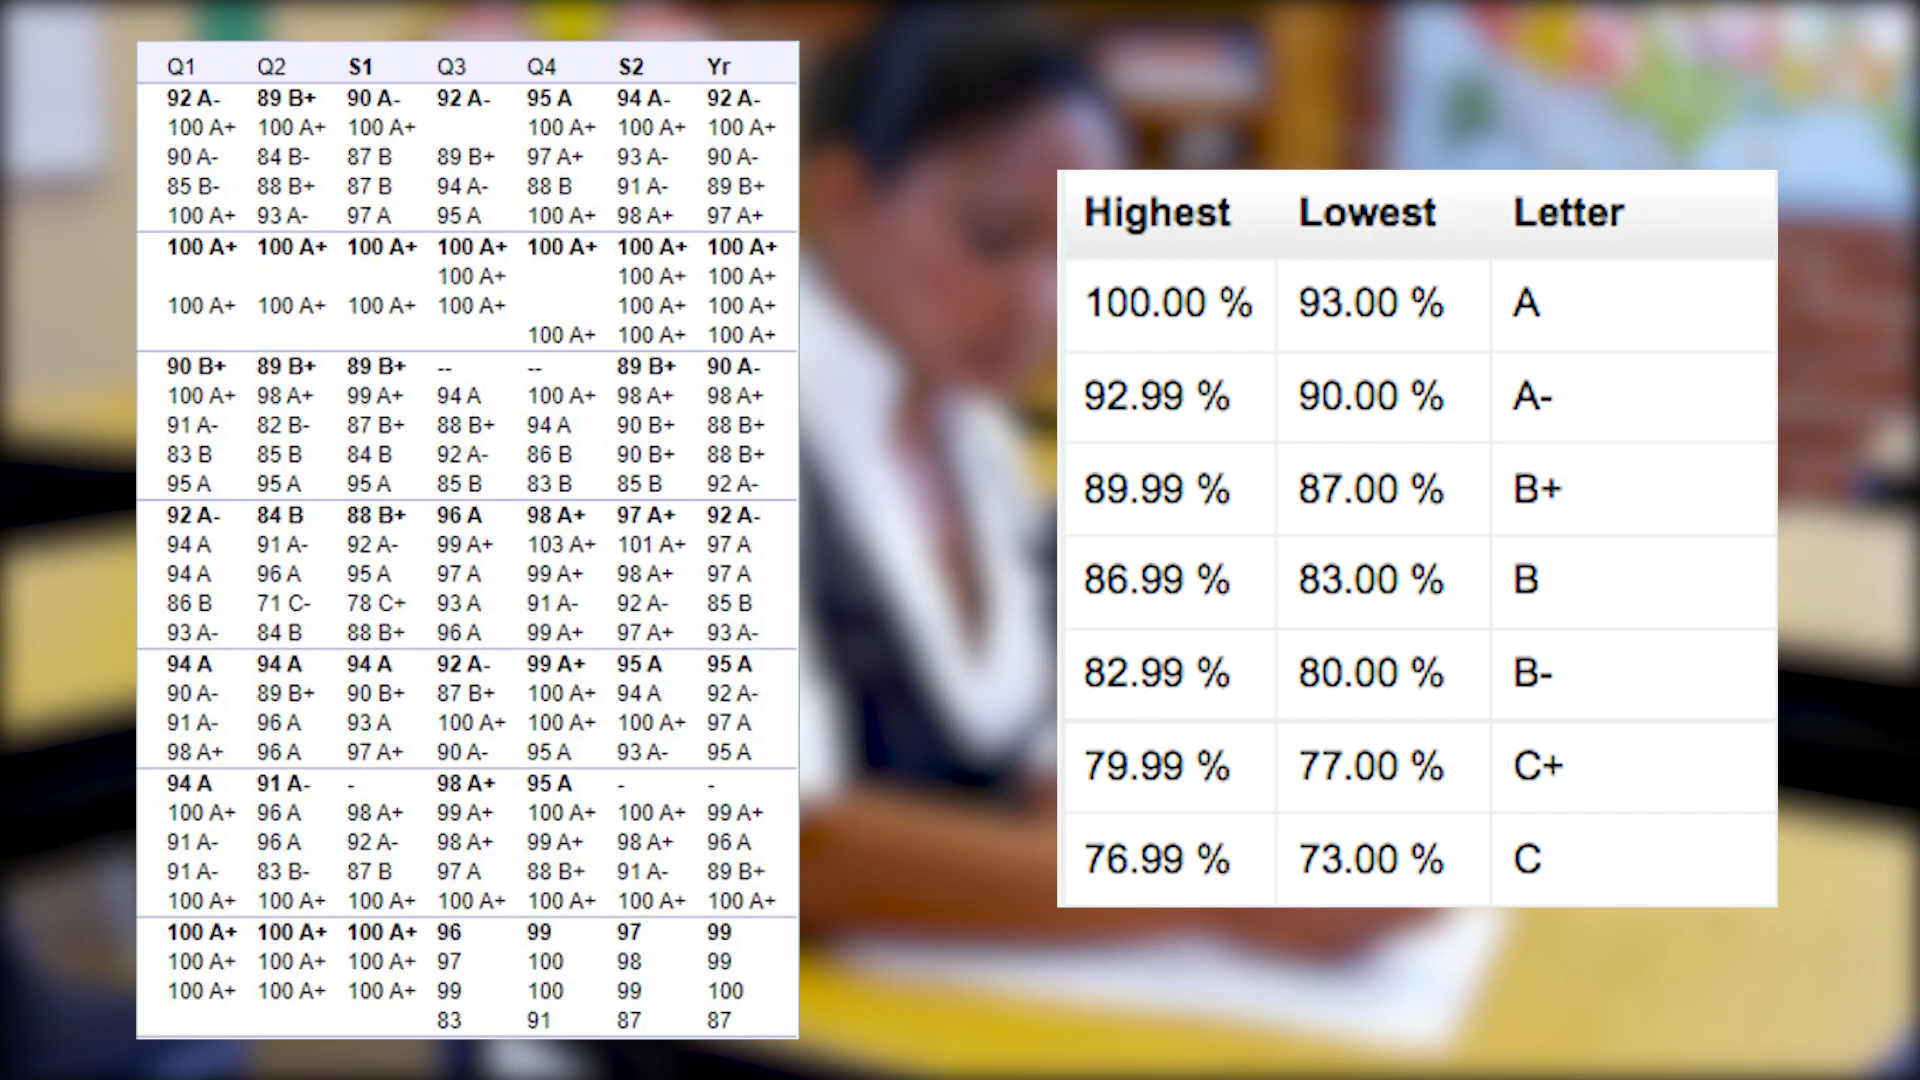 Q1 Q2 S1 Q3 Q4 S2 Yr
92 A- 89 B+ 90 A- 92 A- 95 A 94 A- 92 A-
100 A+ 100 A+ 100 A+ 100 A+ 100 A+ 100 A+
90 A- 84 B- 87 B 89 B+ 97 A+ 93 A- 90 A-
85 B- 88 B+ 87 B 94 A- 88 B 91 A- 89 B+
100 A+ 93 A- 97 A 95 A 100 A+ 98 A+ 97 A+
100 A+ 100 A+ 100 A+ 100 A+ 100 A+ 100 A+ 100 A+
100 A+ 100 A+ 100 A+
100 A+ 100 A+ 100 A+ 100 A+ 100 A+ 100 A+
100 A+ 100 A+ 100 A+
90 B+ 89 B+ 89 B+ -- -- 89 B+ 90 A-
100 A+ 98 A+ 99 A+ 94 A 100 A+ 98 A+ 98 A+
91 A- 82 B- 87 B+ 88 B+ 94 A 90 B+ 88 B+
83 B 85 B 84 B 92 A- 86 B 90 B+ 88 B+
95 A 95 A 95 A 85 B 83 B 85 B 92 A-
92 A- 84 B 88 B+ 96 A 98 A+ 97 A+ 92 A-
94 A 91 A- 92 A- 99 A+ 103 A+ 101 A+ 97 A
94 A 96 A 95 A 97 A 99 A+ 98 A+ 97 A
86 B 71 C- 78 C+ 93 A 91 A- 92 A- 85 B
93 A- 84 B 88 B+ 96 A 99 A+ 97 A+ 93 A-
94 A 94 A 94 A 92 A- 99 A+ 95 A 95 A
90 A- 89 B+ 90 B+ 87 B+ 100 A+ 94 A 92 A-
91 A- 96 A 93 A 100 A+ 100 A+ 100 A+ 97 A
98 A+ 96 A 97 A+ 90 A- 95 A 93 A- 95 A
94 A 91 A- - 98 A+ 95 A - -
100 A+ 96 A 98 A+ 99 A+ 100 A+ 100 A+ 99 A+
91 A- 96 A 92 A- 98 A+ 99 A+ 98 A+ 96 A
91 A- 83 B- 87 B 97 A 88 B+ 91 A- 89 B+
100 A+ 100 A+ 100 A+ 100 A+ 100 A+ 100 A+ 100 A+
100 A+ 100 A+ 100 A+ 96 99 97 99
100 A+ 100 A+ 100 A+ 97 100 98 99
100 A+ 100 A+ 100 A+ 99 100 99 100
83 91 87 87
Highest Lowest Letter
100.00 % 93.00 % A
92.99 % 90.00 % A-
89.99 % 87.00 % B+
86.99 % 83.00 % B
82.99 % 80.00 % B-
79.99 % 77.00 % C+
76.99 % 73.00 % C